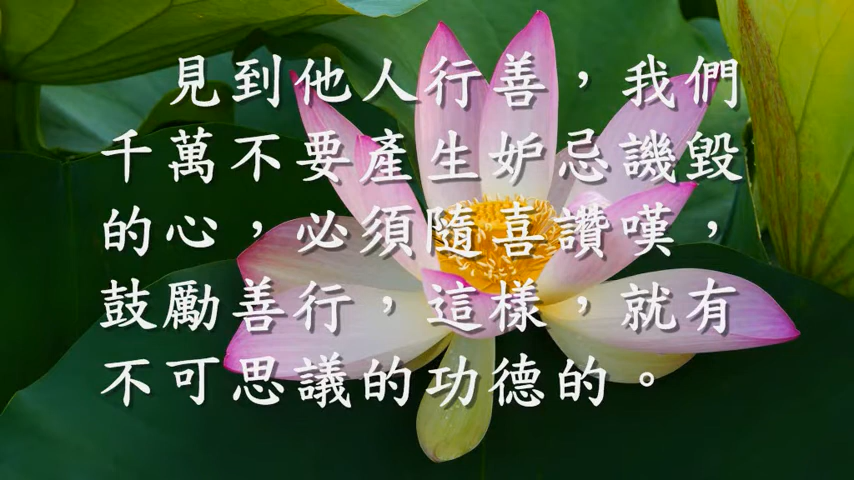 見到他人行善，我們
千萬不要產生妒忌譏毀
的心，必須隨喜讚嘆，
鼓勵善行，這樣，就有
不可思議的功德的。